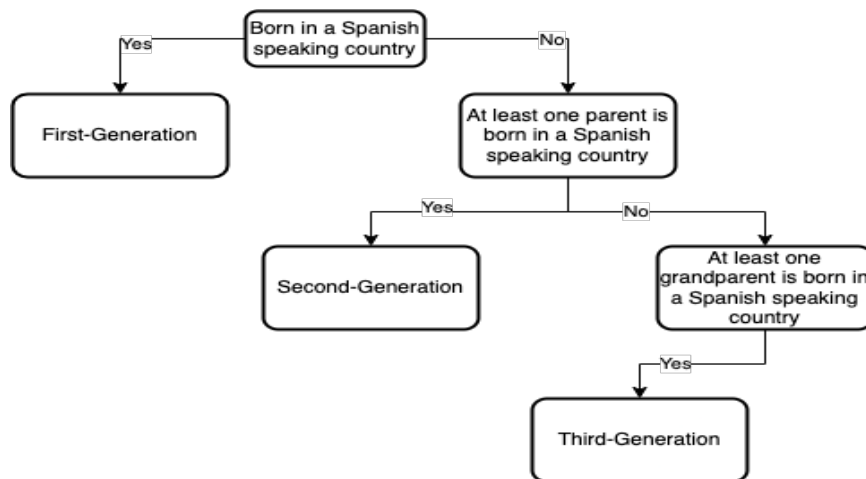 Born in a Spanish
speaking country
Yes
No
First-Generation
At least one parent is
born in a Spanish
speaking country
Yes
No
Second-Generation
At least one
grandparent is born in
a Spanish speaking
country
Yes
Third-Generation